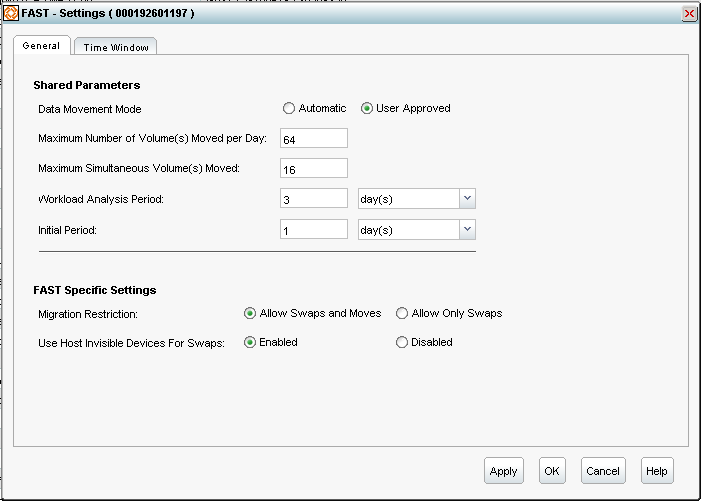 FAST - Settings ( 000192601197 )
General Time Window
Shared Parameters
Data Movement Mode Automatic User Approved
Maximum Number of Volume(s) Moved per Day: 64
Maximum Simultaneous Volume(s) Moved: 16
Workload Analysis Period: 3 day(s)
Initial Period: 1 day(s)
FAST Specific Settings
Migration Restriction: Allow Swaps and Moves Allow Only Swaps
Use Host Invisible Devices For Swaps: Enabled Disabled
Apply OK Cancel Help